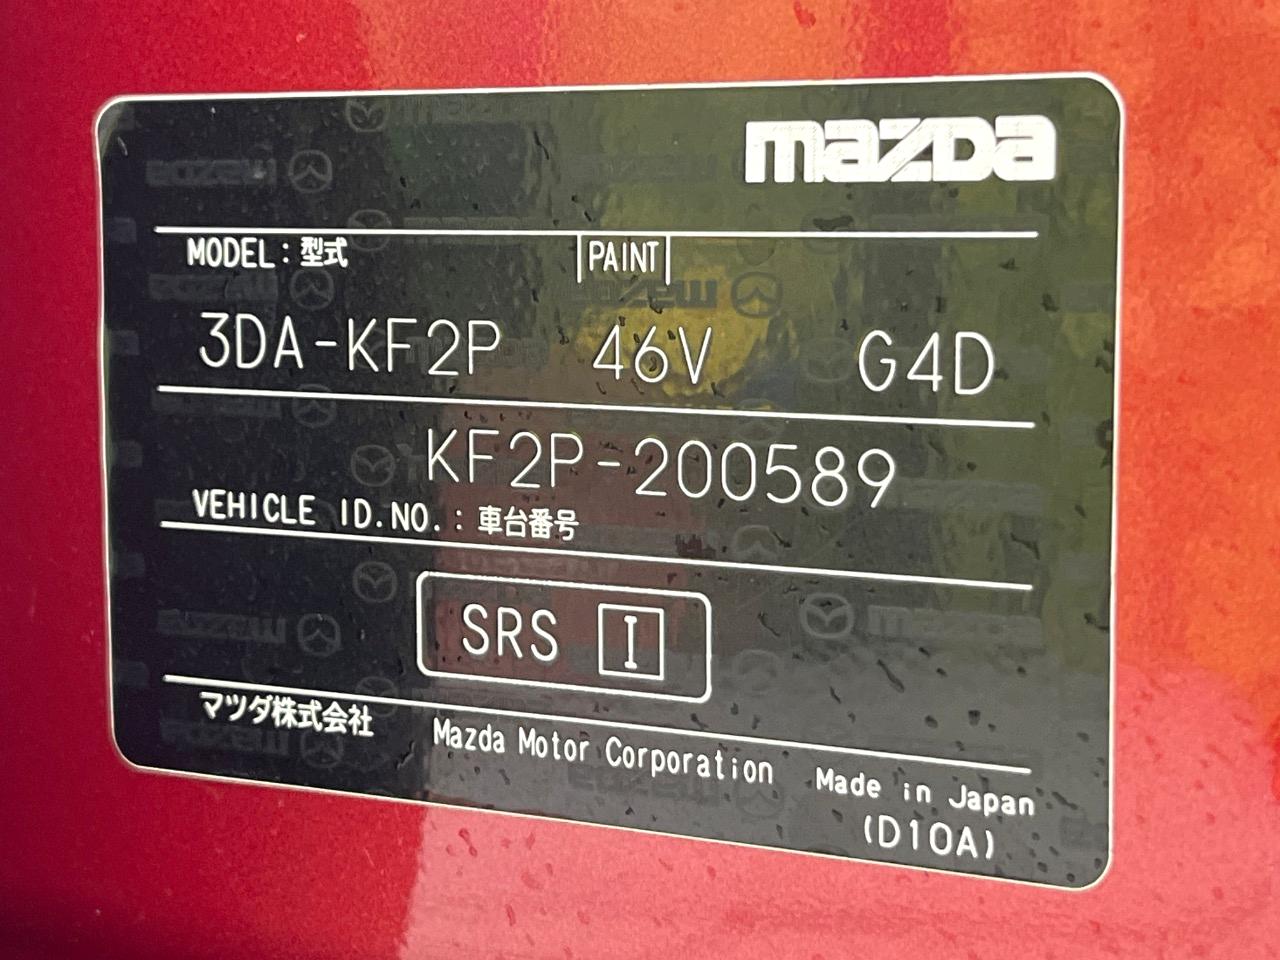 mazda
MODEL：型式 PAINT
3DA-KF2P 46V G4D
KF2P-200589
VEHICLE ID.NO.：車台番号
SRS I
マツダ株式会社 Mazda Motor Corporation Made in Japan
(D10A)